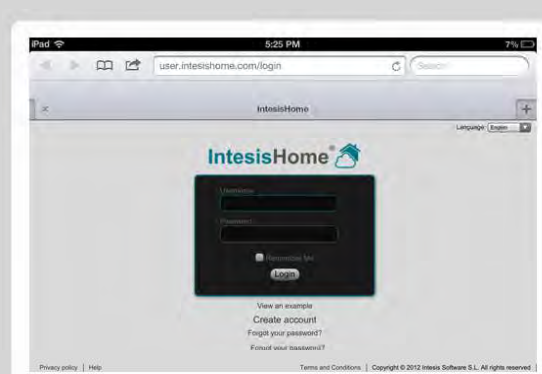 iPad 5:25 PM 7%
user.intesishome.com/login Search
IntesisHome
Language: English
IntesisHome®
Username
Password
Remember Me
Login
View an example
Create account
Forgot your password?
Forgot your password?
Privacy policy | Help Terms and Conditions | Copyright © 2012 Intesis Software S.L. All rights reserved